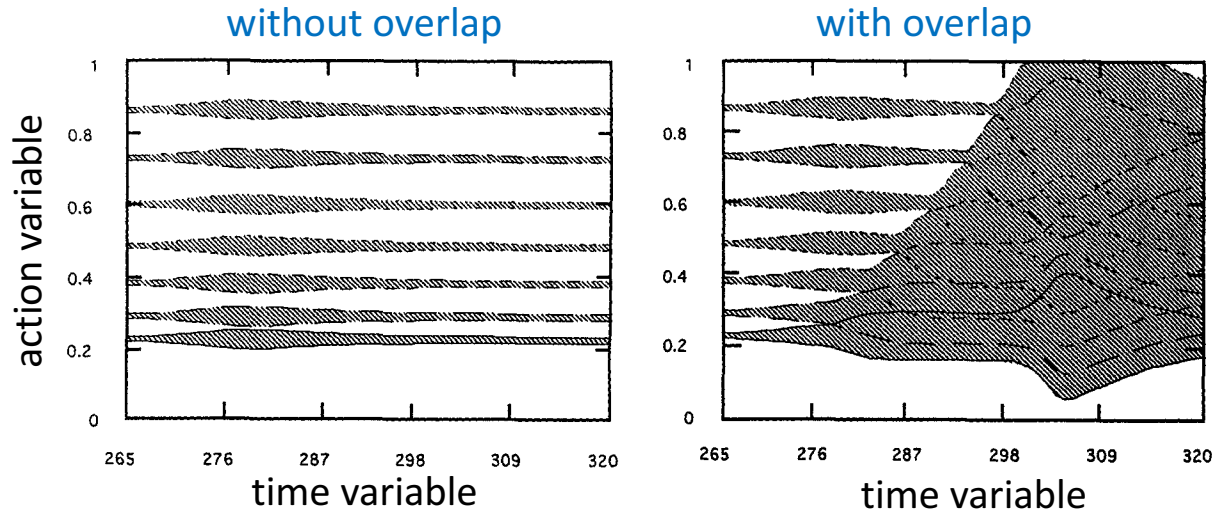 without overlap
with overlap
action variable
1
0.8
0.6
0.4
0.2
0
265 276 287 298 309 320
time variable
1
0.8
0.6
0.4
0.2
0
265 276 287 298 309 320
time variable